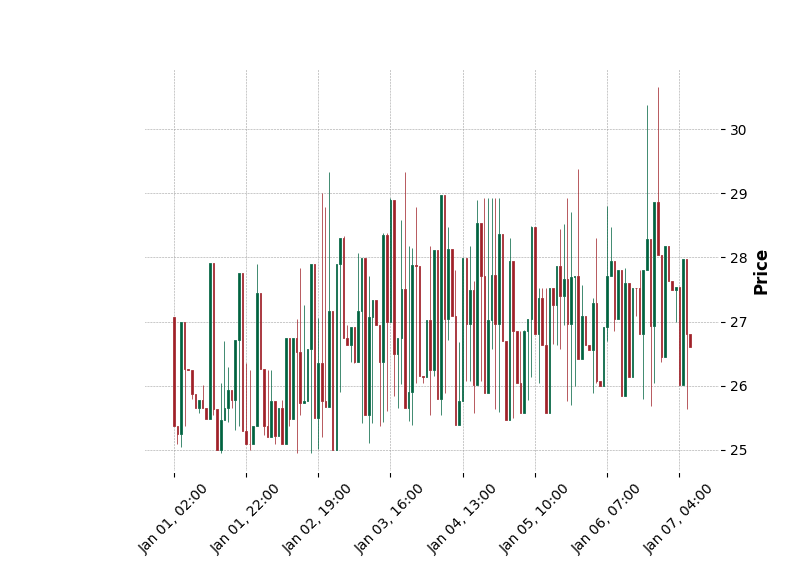 30
29
28
27
26
25
Price
Jan 01, 02:00
Jan 01, 22:00
Jan 02, 19:00
Jan 03, 16:00
Jan 04, 13:00
Jan 05, 10:00
Jan 06, 07:00
Jan 07, 04:00